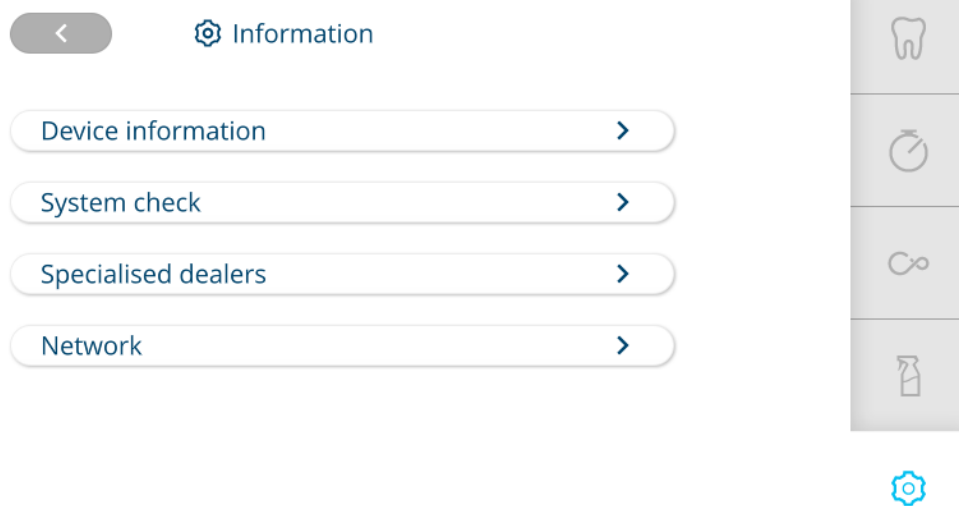 Information
Device information
System check
Specialised dealers
Network